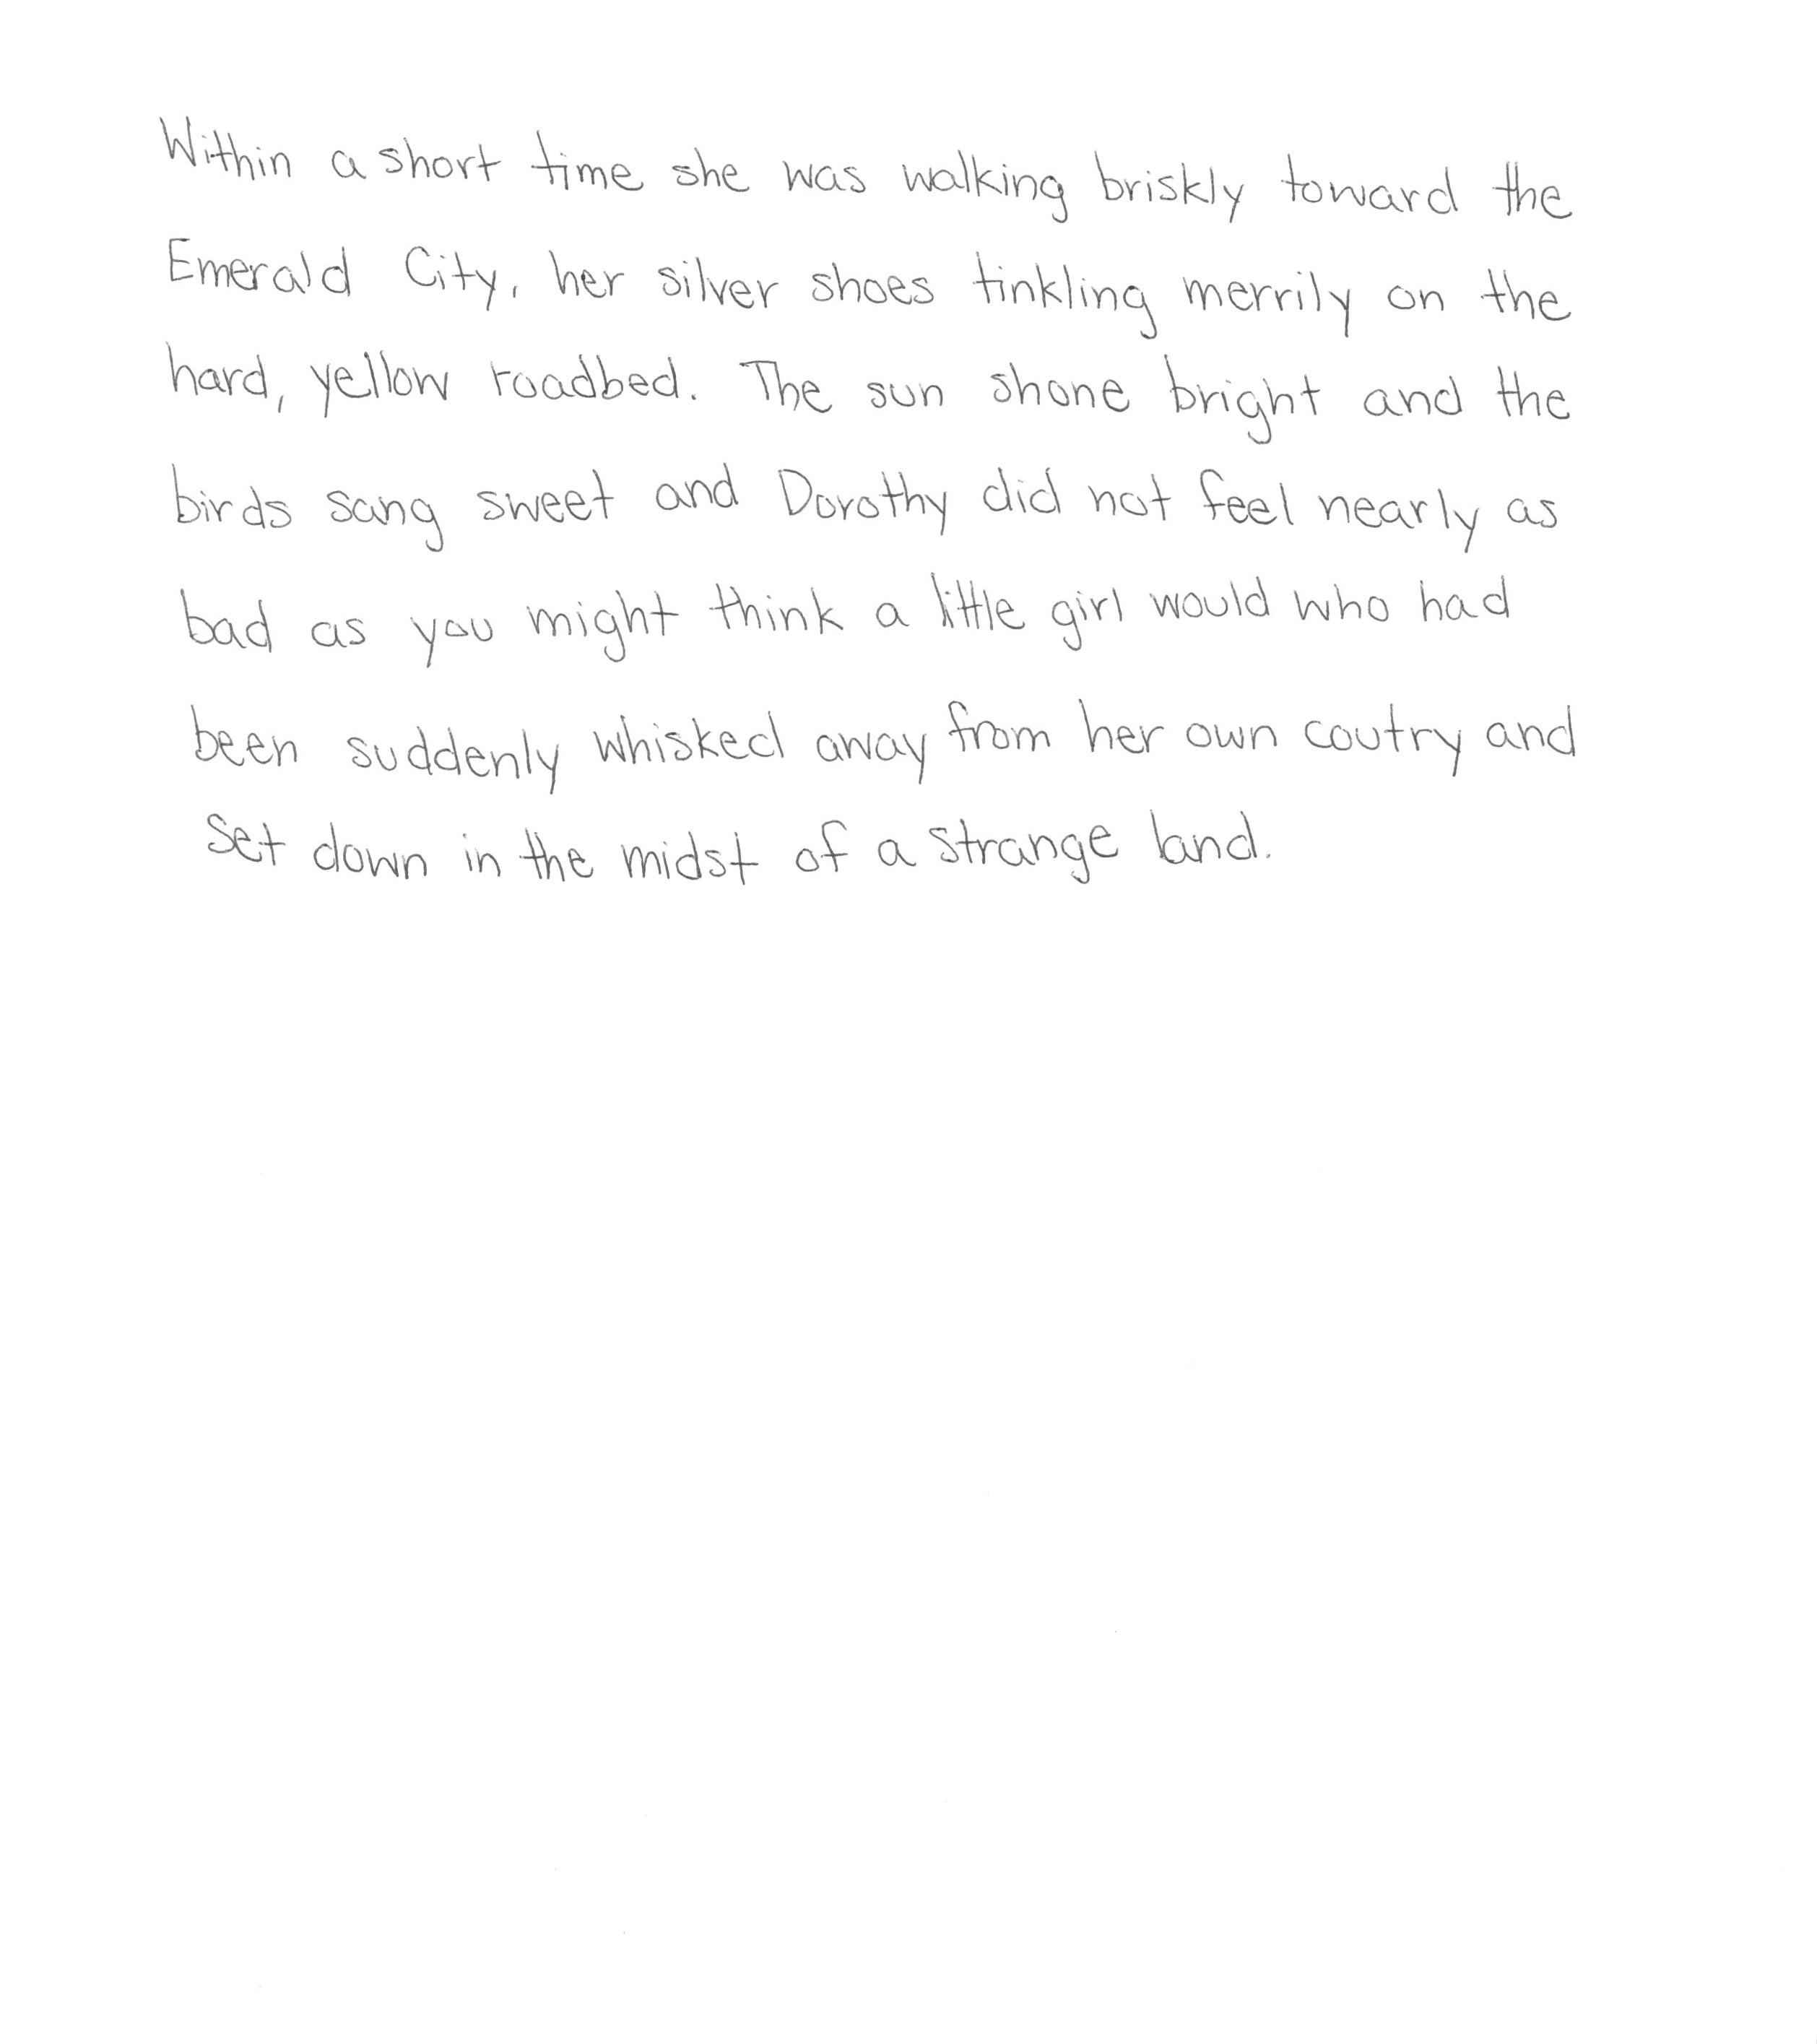 Within a short time she was walking briskly toward the
Emerald City, her silver shoes tinkling merrily on the
hard, yellow roadbed. The sun shone bright and the
birds sang sweet and Dorothy did not feel nearly as
bad as you might think a little girl would who had
been suddenly whisked away from her own coutry and
set down in the midst of a strange land.